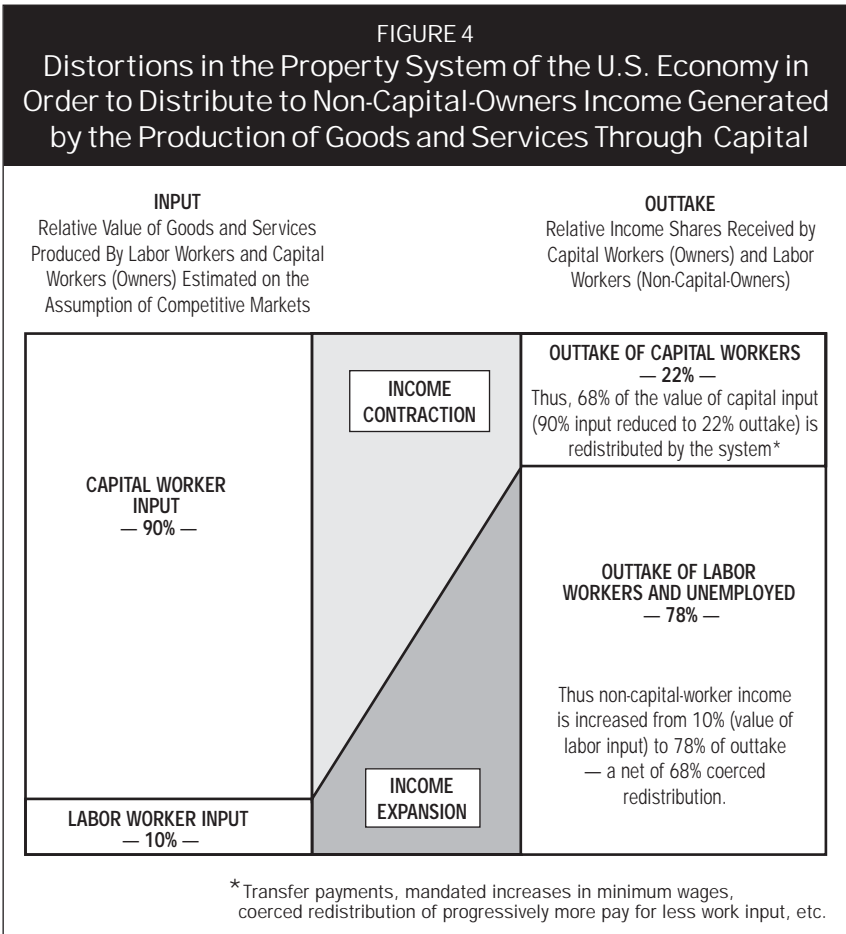 FIGURE 4
Distortions in the Property System of the U.S. Economy in
Order to Distribute to Non-Capital-Owners Income Generated
by the Production of Goods and Services Through Capital
INPUT
Relative Value of Goods and Services
Produced By Labor Workers and Capital
Workers (Owners) Estimated on the
Assumption of Competitive Markets
OUTTAKE
Relative Income Shares Received by
Capital Workers (Owners) and Labor
Workers (Non-Capital-Owners)
CAPITAL WORKER
INPUT
— 90% —
LABOR WORKER INPUT
— 10% —
INCOME
CONTRACTION
INCOME
EXPANSION
OUTTAKE OF CAPITAL WORKERS
— 22% —
Thus, 68% of the value of capital input
(90% input reduced to 22% outtake) is
redistributed by the system*
OUTTAKE OF LABOR
WORKERS AND UNEMPLOYED
— 78% —
Thus non-capital-worker income
is increased from 10% (value of
labor input) to 78% of outtake
— a net of 68% coerced
redistribution.
*Transfer payments, mandated increases in minimum wages,
coerced redistribution of progressively more pay for less work input, etc.